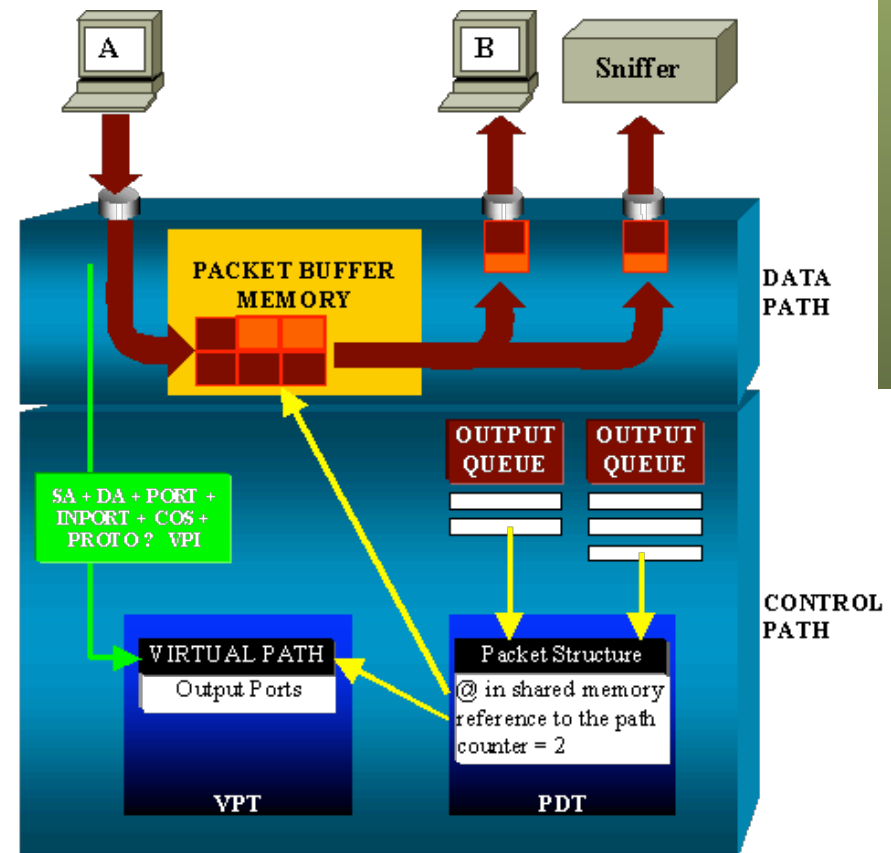 A
B
Sniffer
PACKET BUFFER
MEMORY
DATA
PATH
OUTPUT
QUEUE
OUTPUT
QUEUE
SA + DA + PORT +
INPORT + COS +
PROTO ? VPI
CONTROL
PATH
VIRTUAL PATH
Output Ports
VPT
Packet Structure
@ in shared memory
reference to the path
counter = 2
PDT